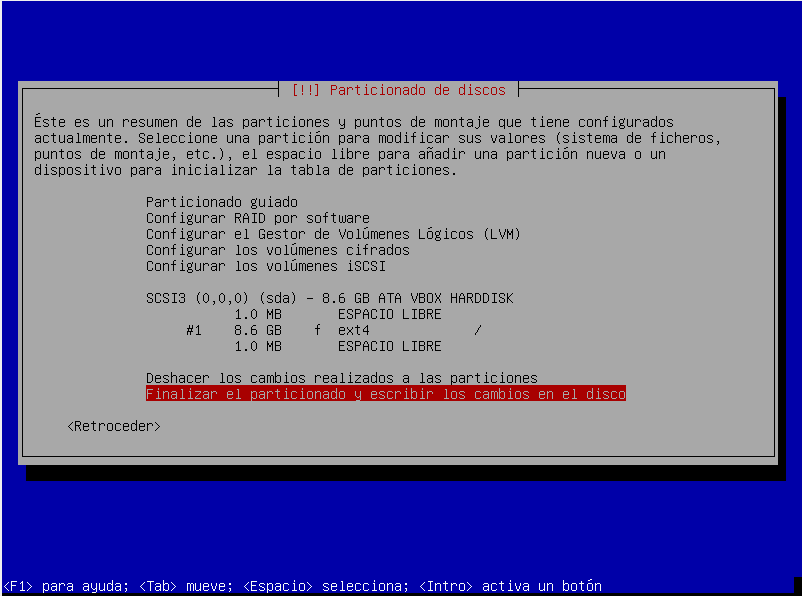 [!!] Particionado de discos
Éste es un resumen de las particiones y puntos de montaje que tiene configurados
actualmente. Seleccione una partición para modificar sus valores (sistema de ficheros,
puntos de montaje, etc.), el espacio libre para añadir una partición nueva o un
dispositivo para inicializar la tabla de particiones.
Particionado guiado
Configurar RAID por software
Configurar el Gestor de Volúmenes Lógicos (LVM)
Configurar los volúmenes cifrados
Configurar los volúmenes iSCSI
SCSI3 (0,0,0) (sda) - 8.6 GB ATA VBOX HARDDISK
1.0 MB ESPACIO LIBRE
#1 8.6 GB f ext4 /
1.0 MB ESPACIO LIBRE
Deshacer los cambios realizados a las particiones
Finalizar el particionado y escribir los cambios en el disco
<Retroceder>
<F1> para ayuda; <Tab> mueve; <Espacio> selecciona; <Intro> activa un botón